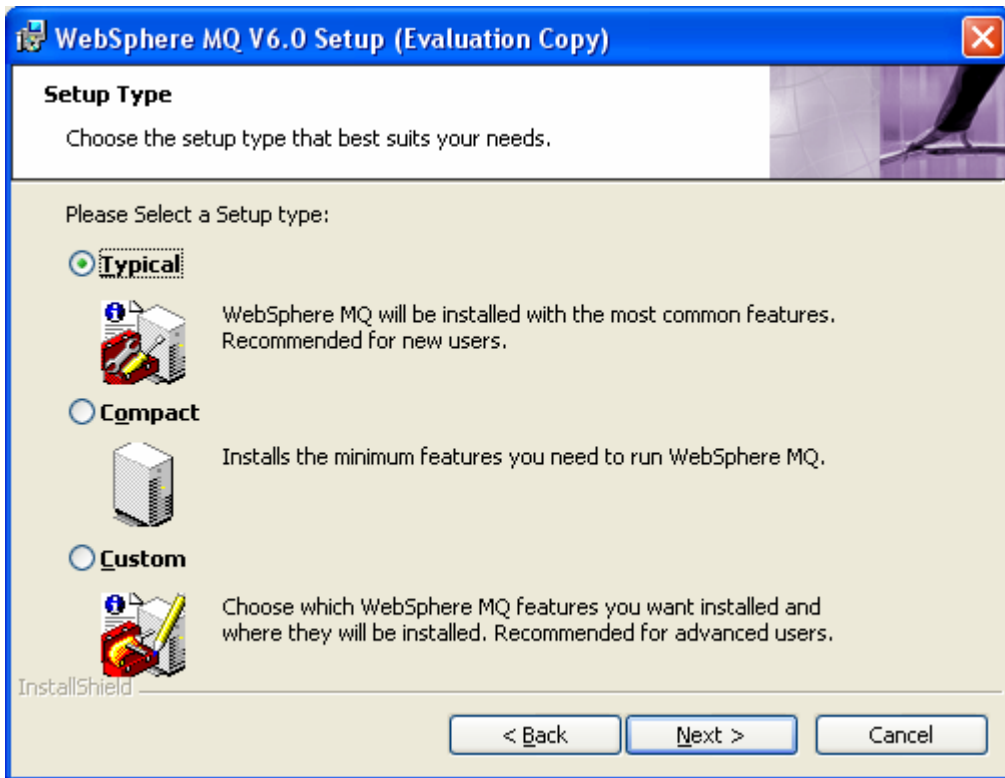 WebSphere MQ V6.0 Setup (Evaluation Copy)
Setup Type
Choose the setup type that best suits your needs.
Please Select a Setup type:
Typical
WebSphere MQ will be installed with the most common features.
Recommended for new users.
Compact
Installs the minimum features you need to run WebSphere MQ.
Custom
Choose which WebSphere MQ features you want installed and
where they will be installed. Recommended for advanced users.
InstallShield
< Back
Next >
Cancel